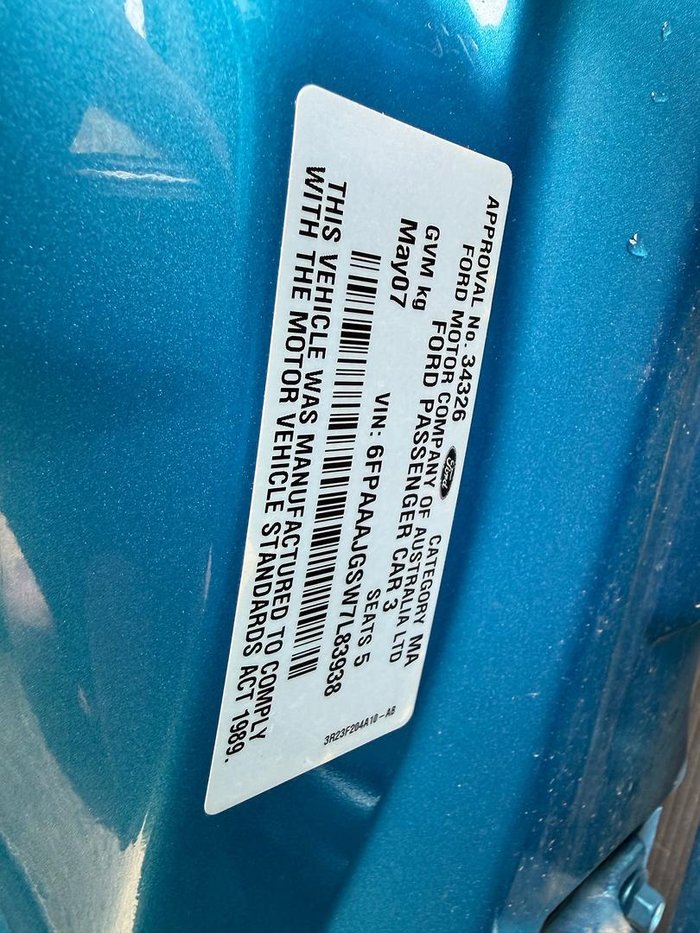 APPROVAL No. 34326 Ford CATEGORY MA
FORD MOTOR COMPANY OF AUSTRALIA LTD
GVM kg FORD PASSENGER CAR 3
May07 SEATS 5
VIN: 6FPAAAJGSW7L83938
THIS VEHICLE WAS MANUFACTURED TO COMPLY
WITH THE MOTOR VEHICLE STANDARDS ACT 1989.
3R23F204A10-AB